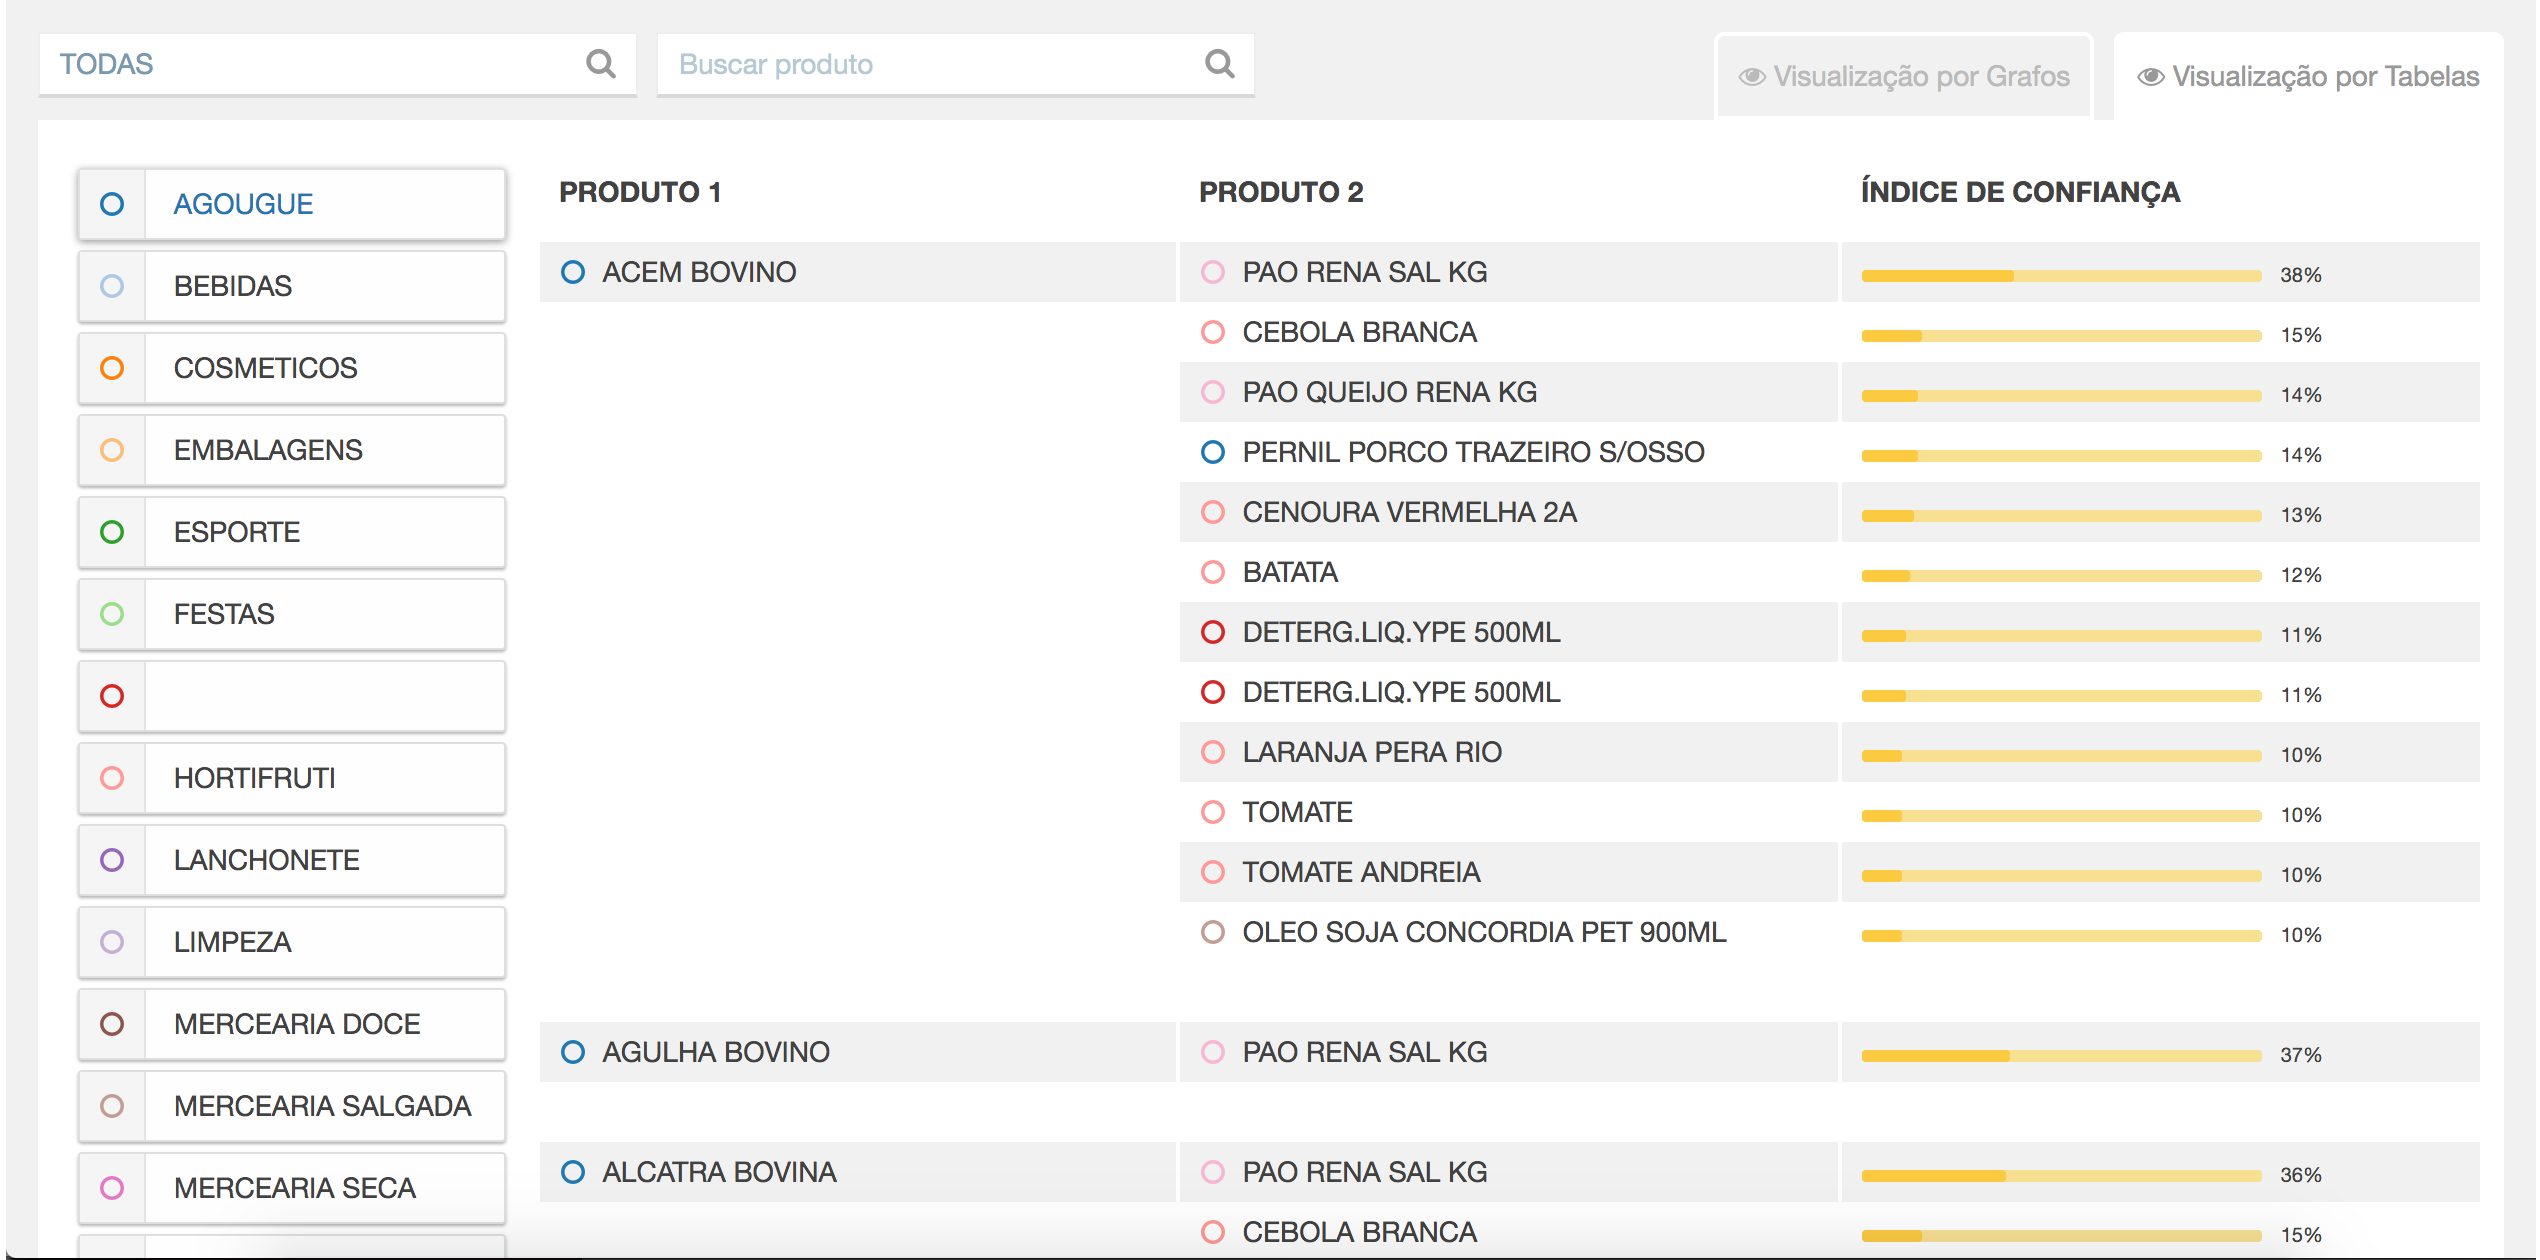 TODAS
Buscar produto
Visualização por Grafos
Visualização por Tabelas
AGOUGUE
BEBIDAS
COSMETICOS
EMBALAGENS
ESPORTE
FESTAS
HORTIFRUTI
LANCHONETE
LIMPEZA
MERCEARIA DOCE
MERCEARIA SALGADA
MERCEARIA SECA
PRODUTO 1 PRODUTO 2 ÍNDICE DE CONFIANÇA
ACEM BOVINO PAO RENA SAL KG 38%
CEBOLA BRANCA 15%
PAO QUEIJO RENA KG 14%
PERNIL PORCO TRAZEIRO S/OSSO 14%
CENOURA VERMELHA 2A 13%
BATATA 12%
DETERG.LIQ.YPE 500ML 11%
DETERG.LIQ.YPE 500ML 11%
LARANJA PERA RIO 10%
TOMATE 10%
TOMATE ANDREIA 10%
OLEO SOJA CONCORDIA PET 900ML 10%
AGULHA BOVINO PAO RENA SAL KG 37%
ALCATRA BOVINA PAO RENA SAL KG 36%
CEBOLA BRANCA 15%